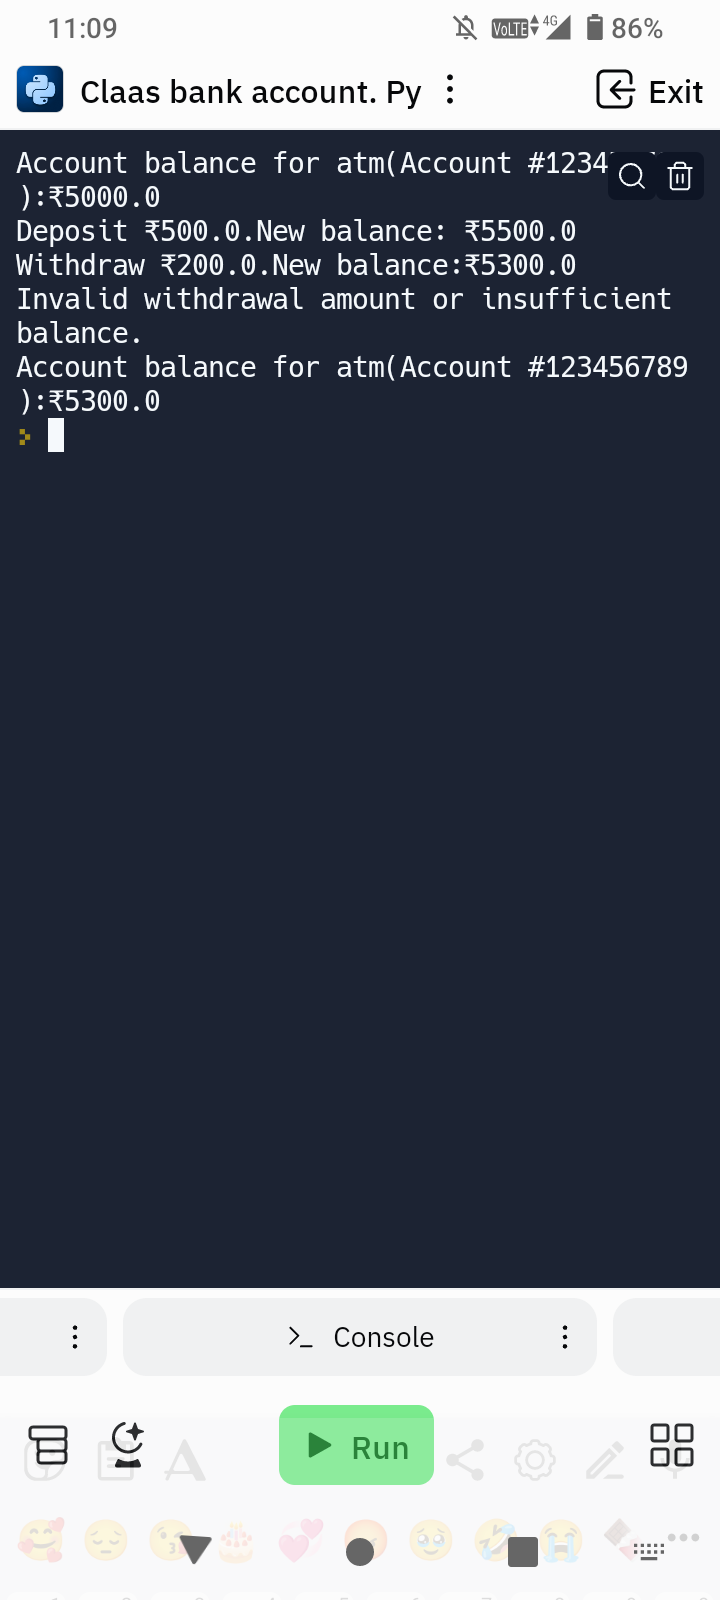 11:09 VoLTE 4G 86%
Claas bank account. Py Exit
Account balance for atm(Account #1234
):₹5000.0
Deposit ₹500.0.New balance: ₹5500.0
Withdraw ₹200.0.New balance:₹5300.0
Invalid withdrawal amount or insufficient
balance.
Account balance for atm(Account #123456789
):₹5300.0
Console
Run